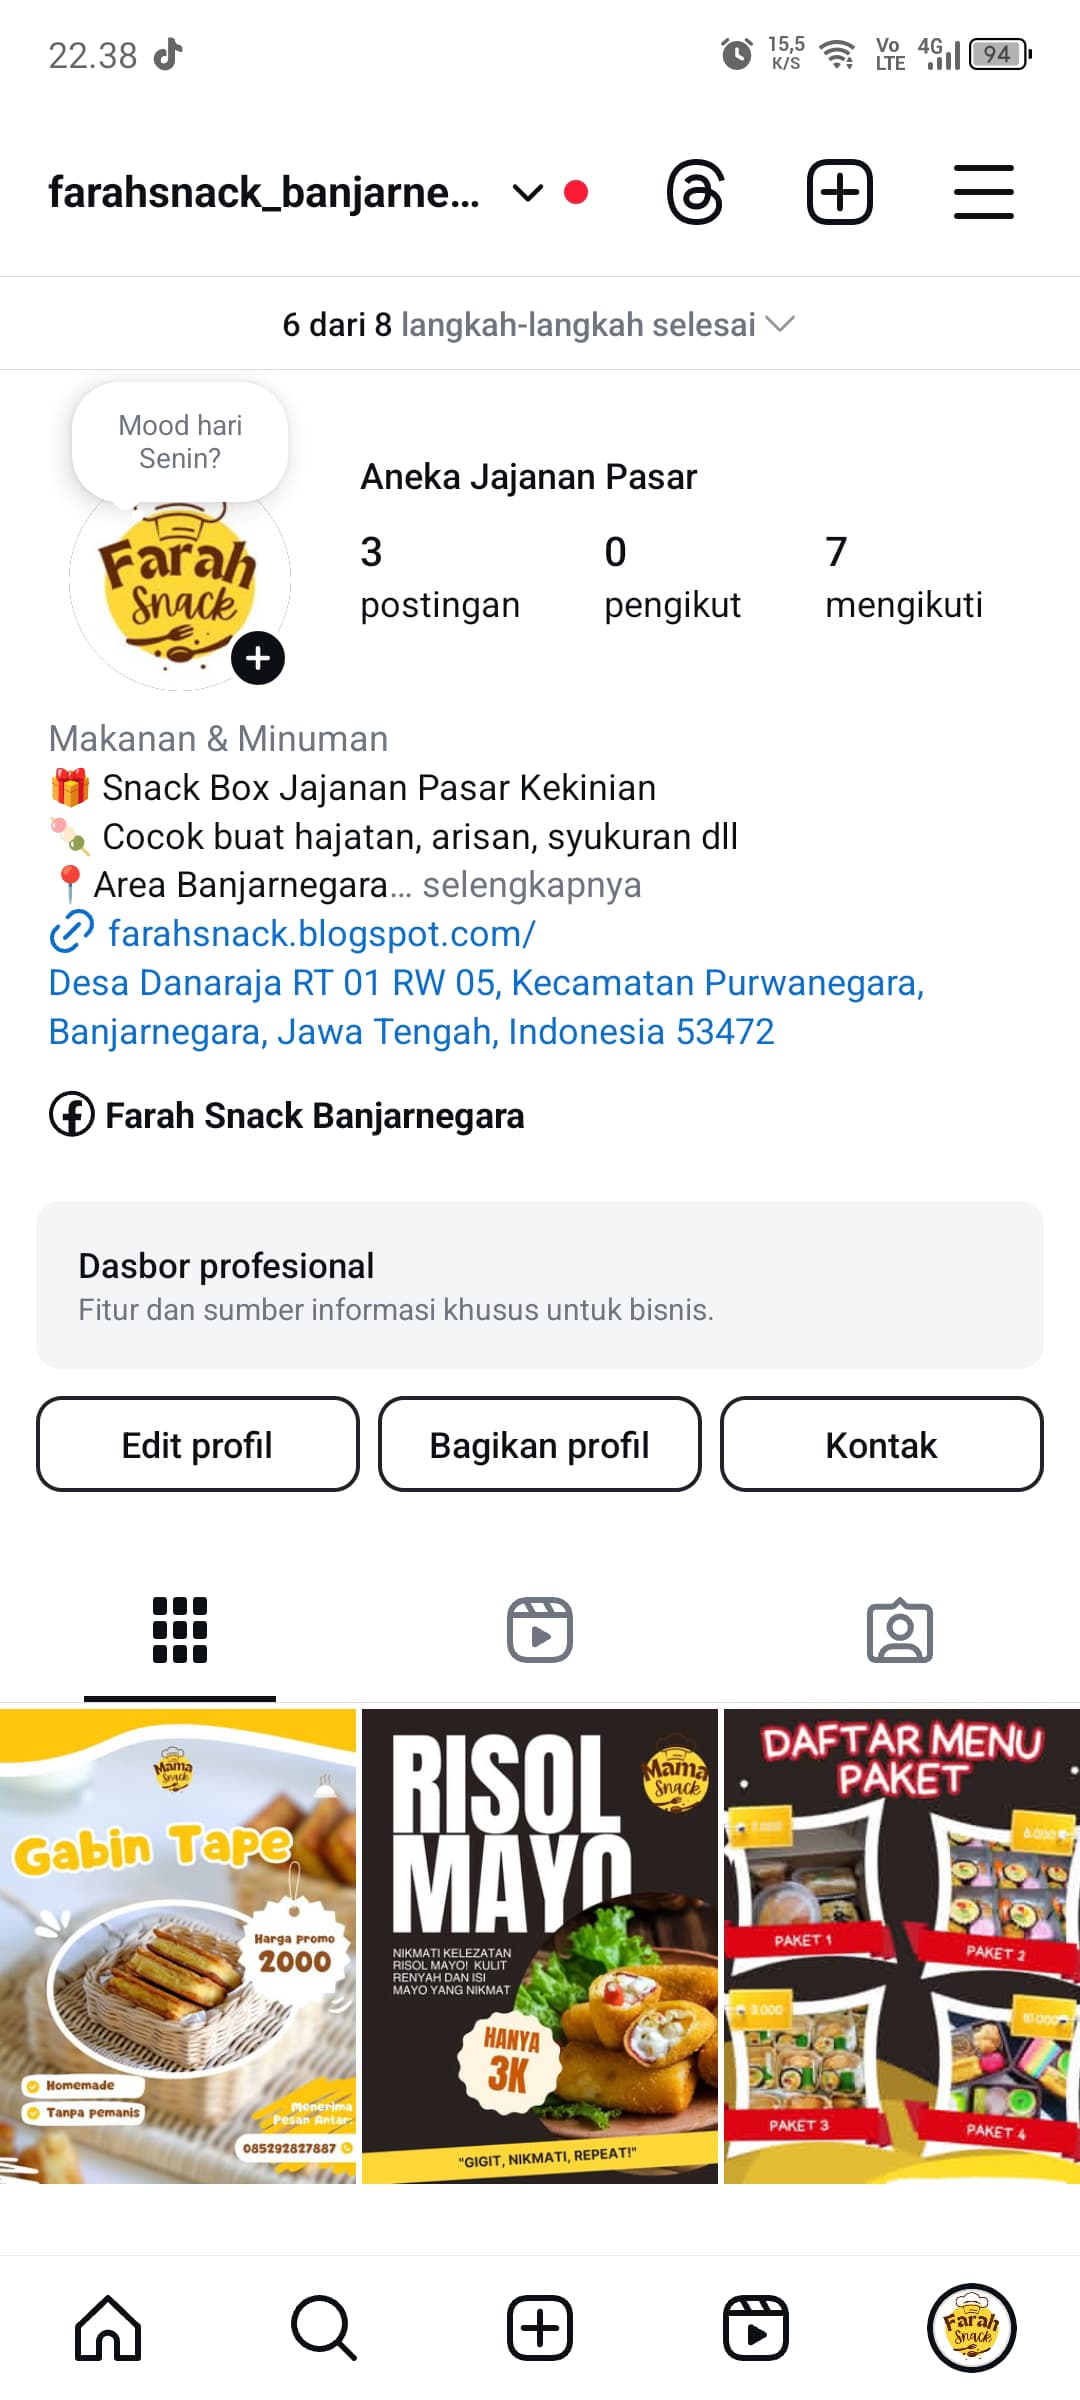 22.38
15,5 K/S
Vo LTE
4G
94
farahsnack_banjarne...
6 dari 8 langkah-langkah selesai
Mood hari
Senin?
Farah
Snack
Aneka Jajanan Pasar
3 0 7
postingan pengikut mengikuti
Makanan & Minuman
🎁 Snack Box Jajanan Pasar Kekinian
🍡 Cocok buat hajatan, arisan, syukuran dll
📍Area Banjarnegara... selengkapnya
farahsnack.blogspot.com/
Desa Danaraja RT 01 RW 05, Kecamatan Purwanegara,
Banjarnegara, Jawa Tengah, Indonesia 53472
Farah Snack Banjarnegara
Dasbor profesional
Fitur dan sumber informasi khusus untuk bisnis.
Edit profil
Bagikan profil
Kontak
Mama
Snack
Gabin Tape
Harga promo
2000
Homemade
Tanpa pemanis
Menerima
Pesan Antar
085292827887
RISOL
MAYO
Mama
Snack
NIKMATI KELEZATAN
RISOL MAYO! KULIT
RENYAH DAN ISI
MAYO YANG NIKMAT
HANYA
3K
"GIGIT, NIKMATI, REPEAT!"
DAFTAR MENU
PAKET
PAKET 1
PAKET 2
PAKET 3
PAKET 4
Farah
Snack